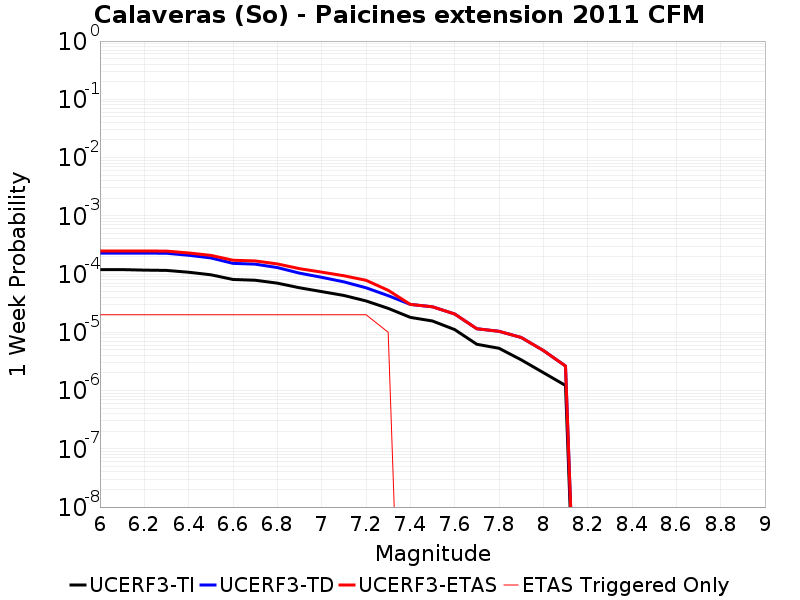 Calaveras (So) - Paicines extension 2011 CFM
1 Week Probability
10^0
10^-1
10^-2
10^-3
10^-4
10^-5
10^-6
10^-7
10^-8
6 6.2 6.4 6.6 6.8 7 7.2 7.4 7.6 7.8 8 8.2 8.4 8.6 8.8 9
Magnitude
UCERF3-TI UCERF3-TD UCERF3-ETAS ETAS Triggered Only